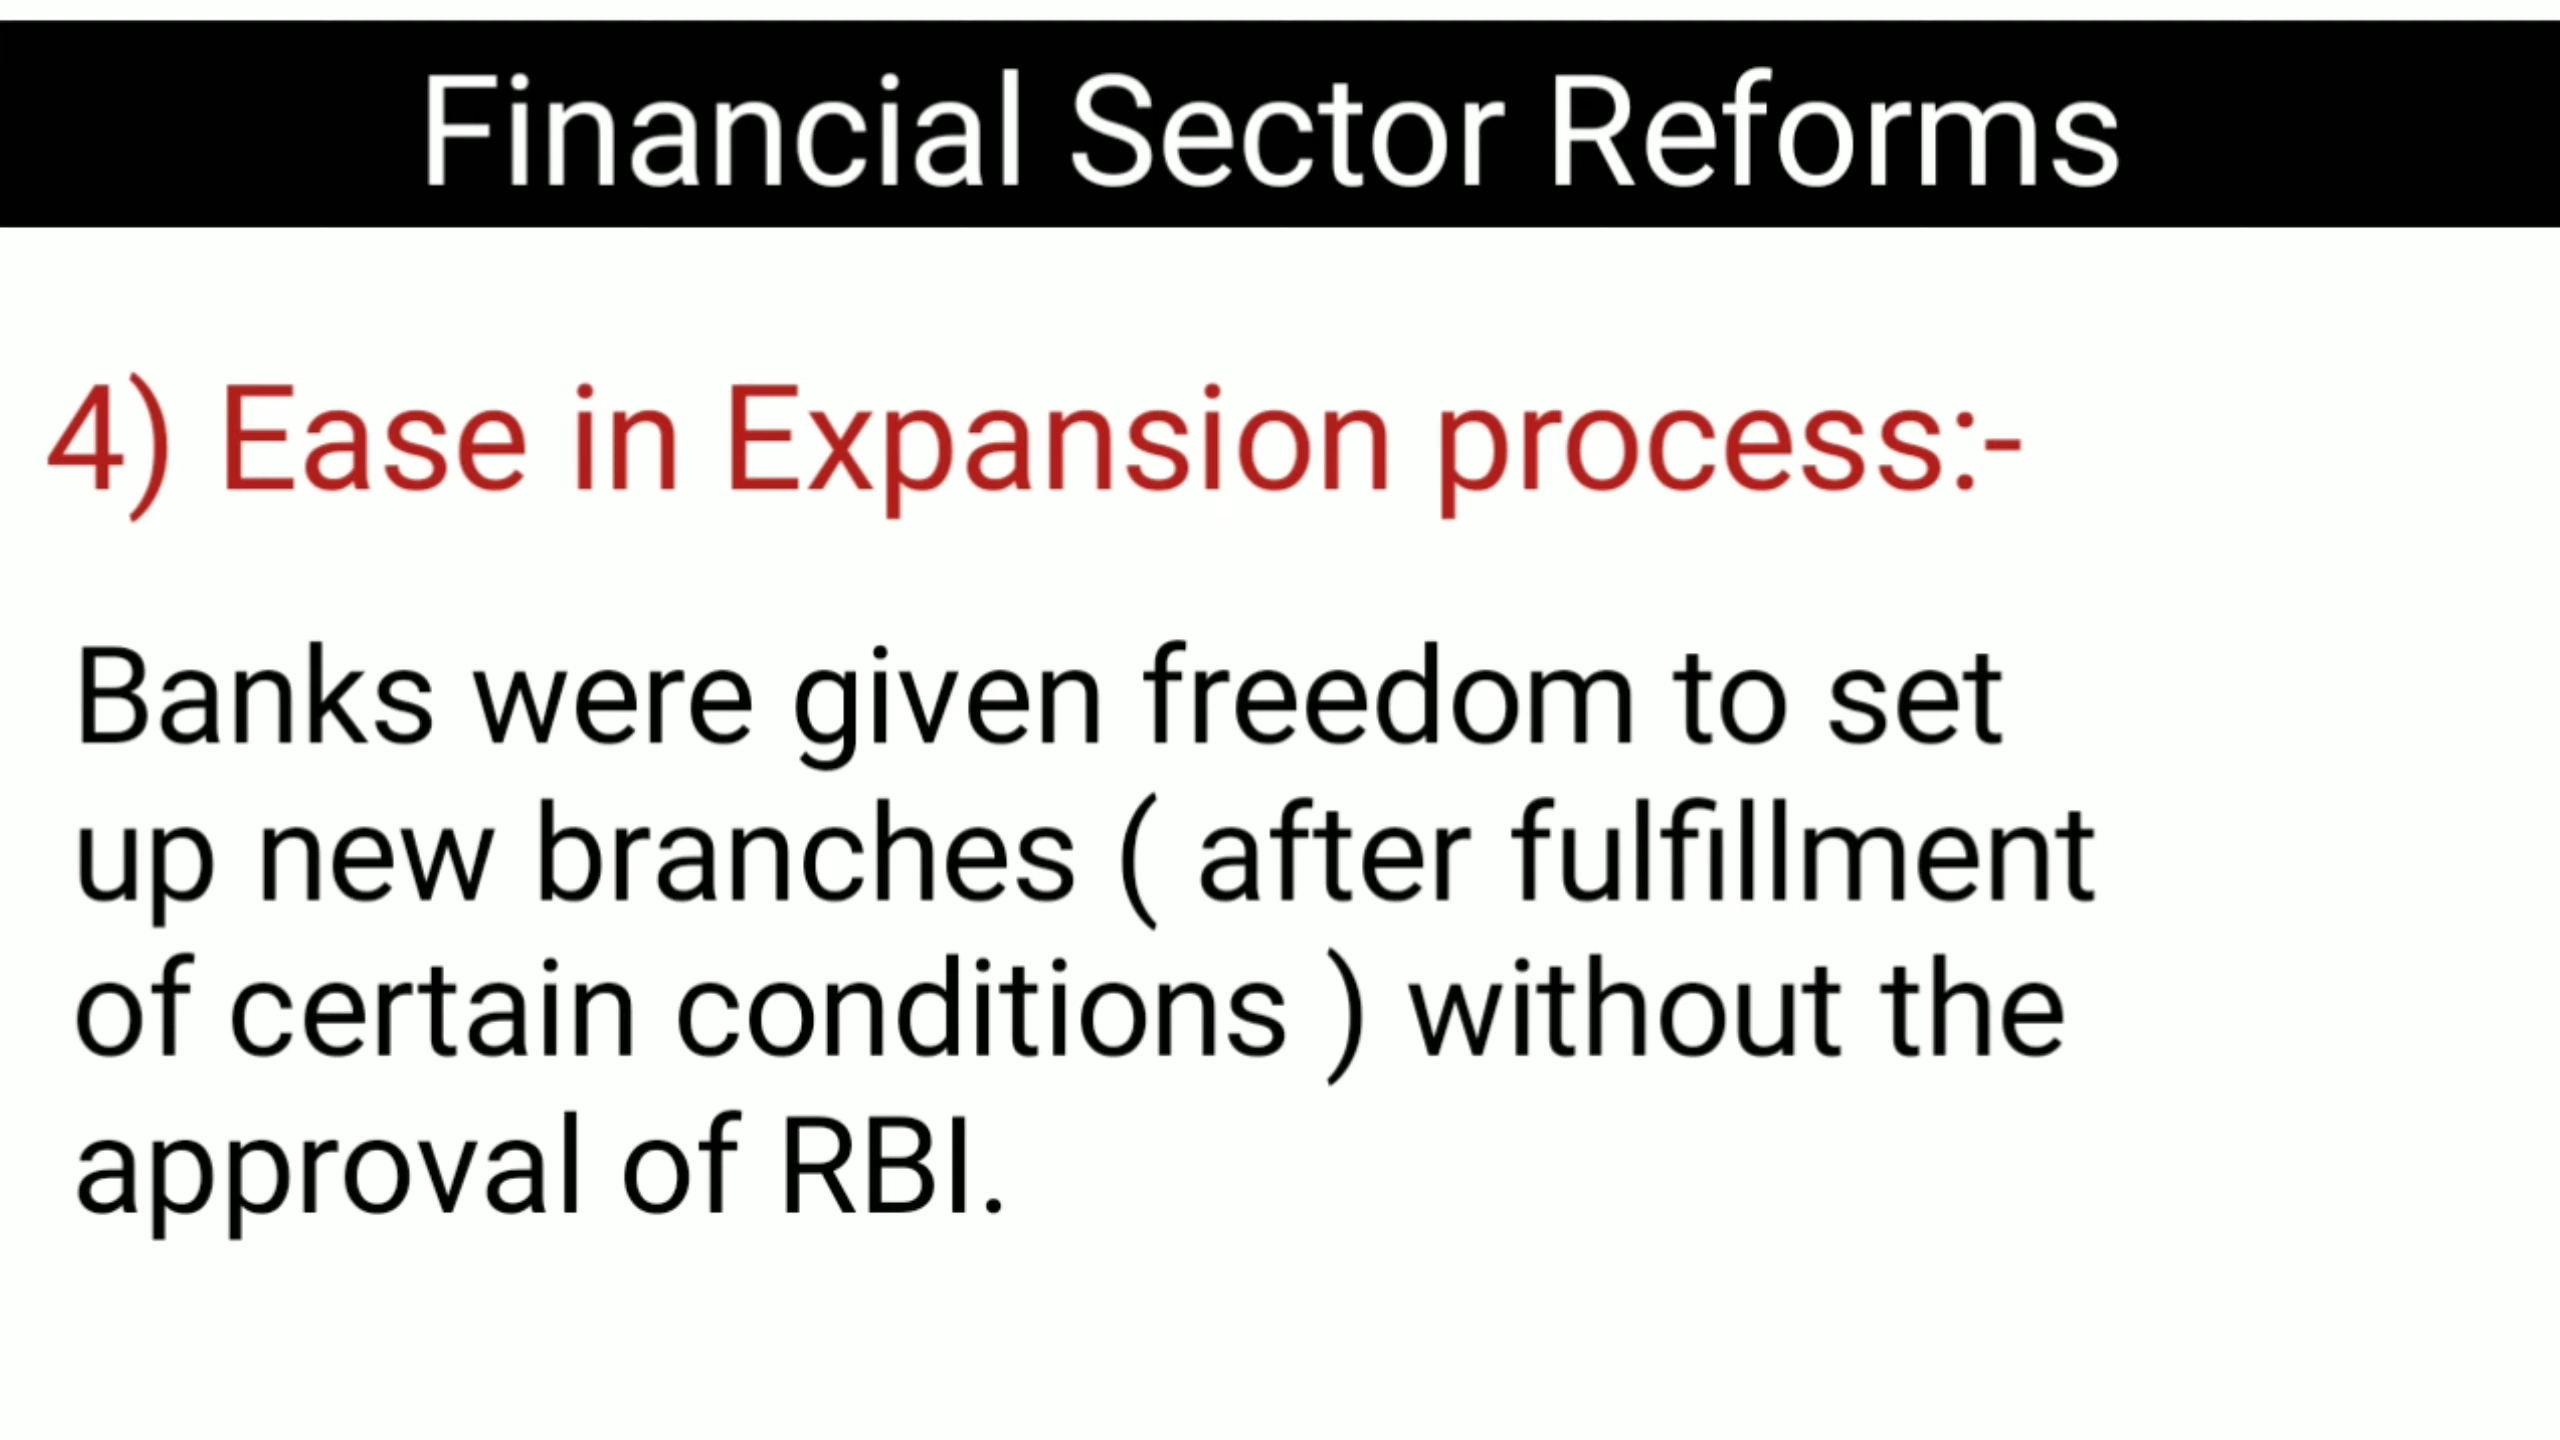 Financial Sector Reforms
4) Ease in Expansion process:-
Banks were given freedom to set
up new branches ( after fulfillment
of certain conditions ) without the
approval of RBI.